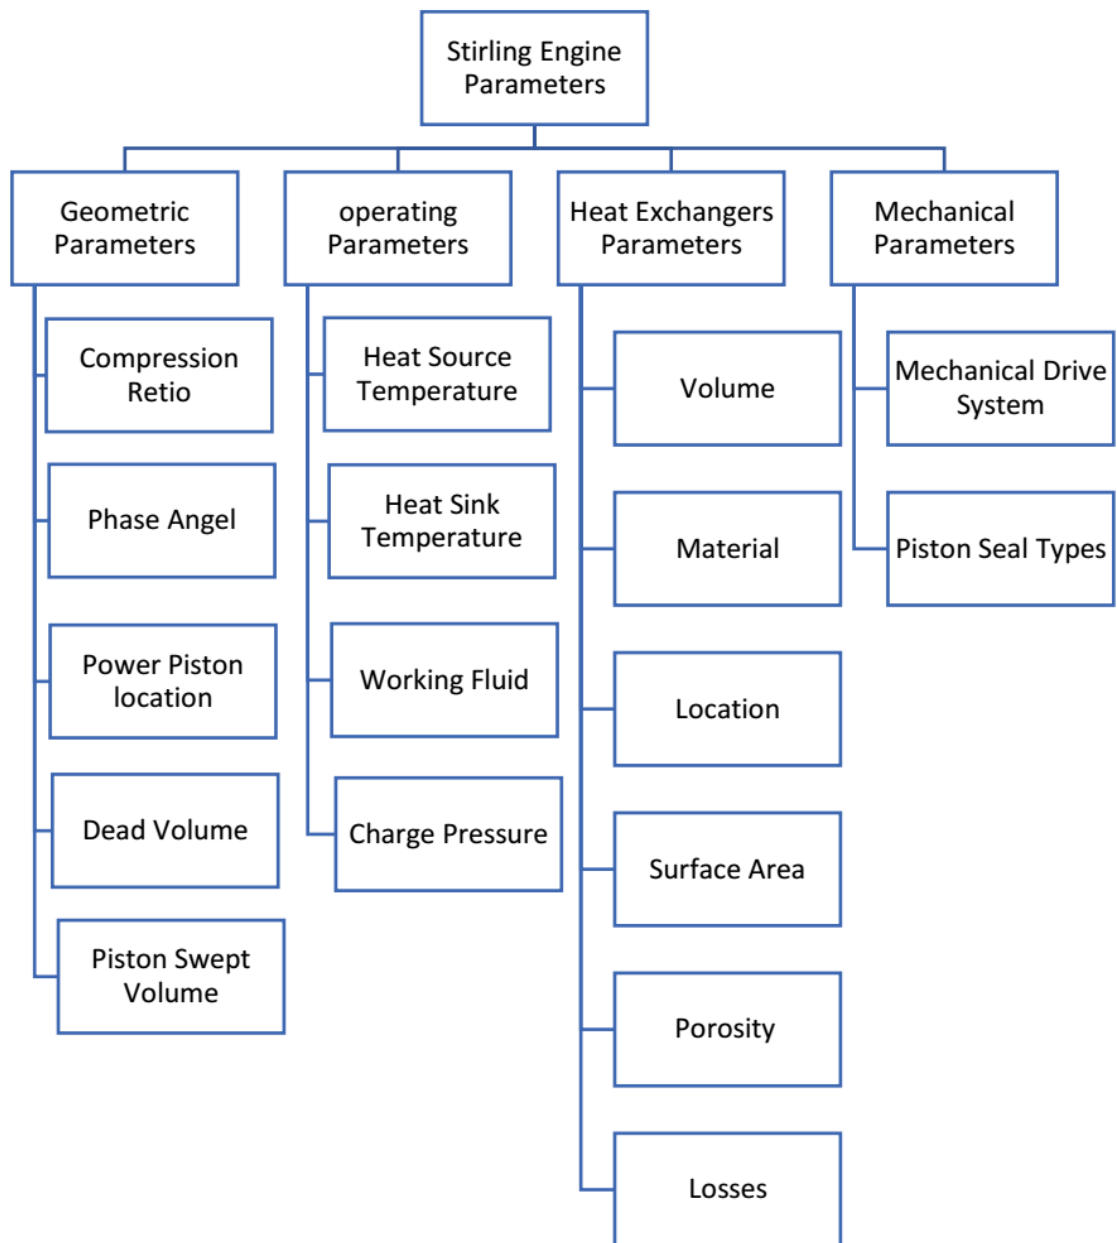 Stirling Engine
Parameters
Geometric
Parameters
operating
Parameters
Heat Exchangers
Parameters
Mechanical
Parameters
Compression
Retio
Phase Angel
Power Piston
location
Dead Volume
Piston Swept
Volume
Heat Source
Temperature
Heat Sink
Temperature
Working Fluid
Charge Pressure
Volume
Material
Location
Surface Area
Porosity
Losses
Mechanical Drive
System
Piston Seal Types